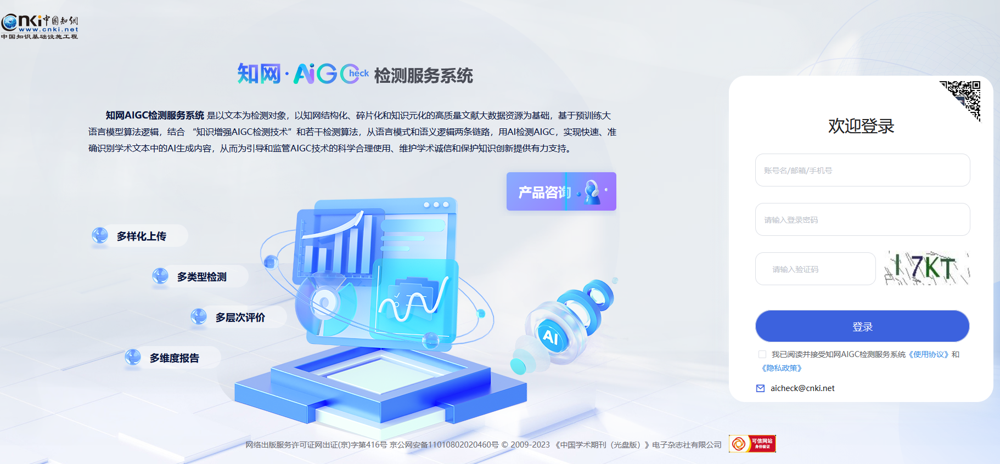 cnki中国知网
www.cnki.net
中国知识基础设施工程
知网·AiGCheck 检测服务系统
知网AIGC检测服务系统 是以文本为检测对象，以知网结构化、碎片化和知识元化的高质量文献大数据资源为基础，基于预训练大
语言模型算法逻辑，结合 “知识增强AIGC检测技术”和若干检测算法，从语言模式和语义逻辑两条链路，用AI检测AIGC，实现快速、准
确识别学术文本中的AI生成内容，从而为引导和监管AIGC技术的科学合理使用、维护学术诚信和保护知识创新提供有力支持。
产品咨询
多样化上传
多类型检测
多层次评价
多维度报告
AI
欢迎登录
账号名/邮箱/手机号
请输入登录密码
请输入验证码
I7KT
登录
我已阅读并接受知网AIGC检测服务系统《使用协议》和
《隐私政策》
aicheck@cnki.net
网络出版服务许可证网出证(京)字第416号 京公网安备11010802020460号 © 2009-2023 《中国学术期刊（光盘版）》电子杂志社有限公司
可信网站
身份验证